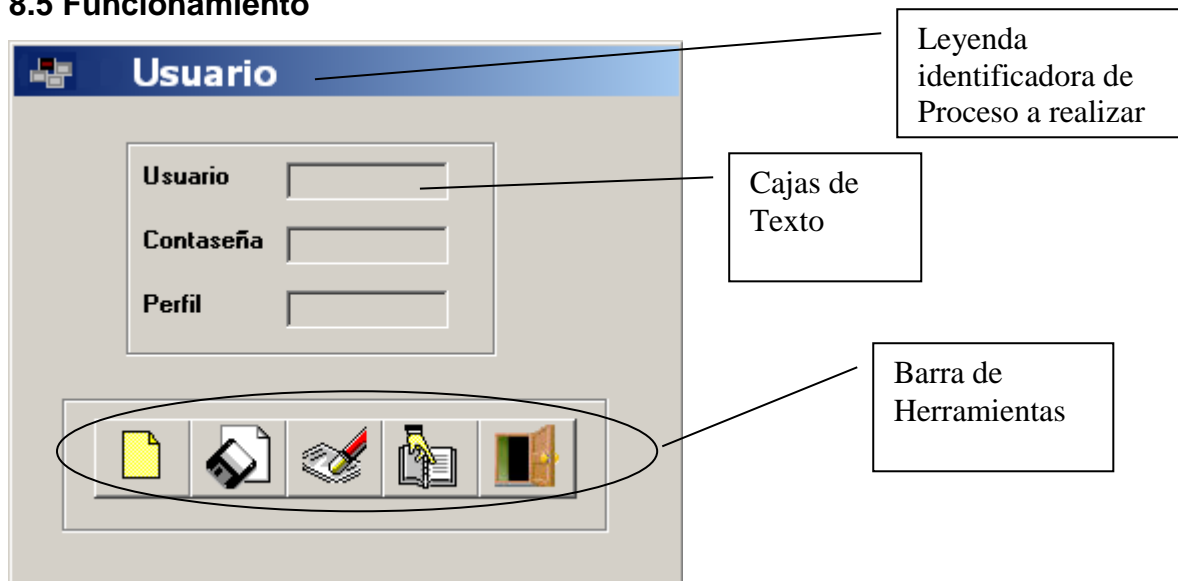 8.5 Funcionamiento
Usuario
Leyenda
identificadora de
Proceso a realizar
Usuario
Contaseña
Perfil
Cajas de
Texto
Barra de
Herramientas